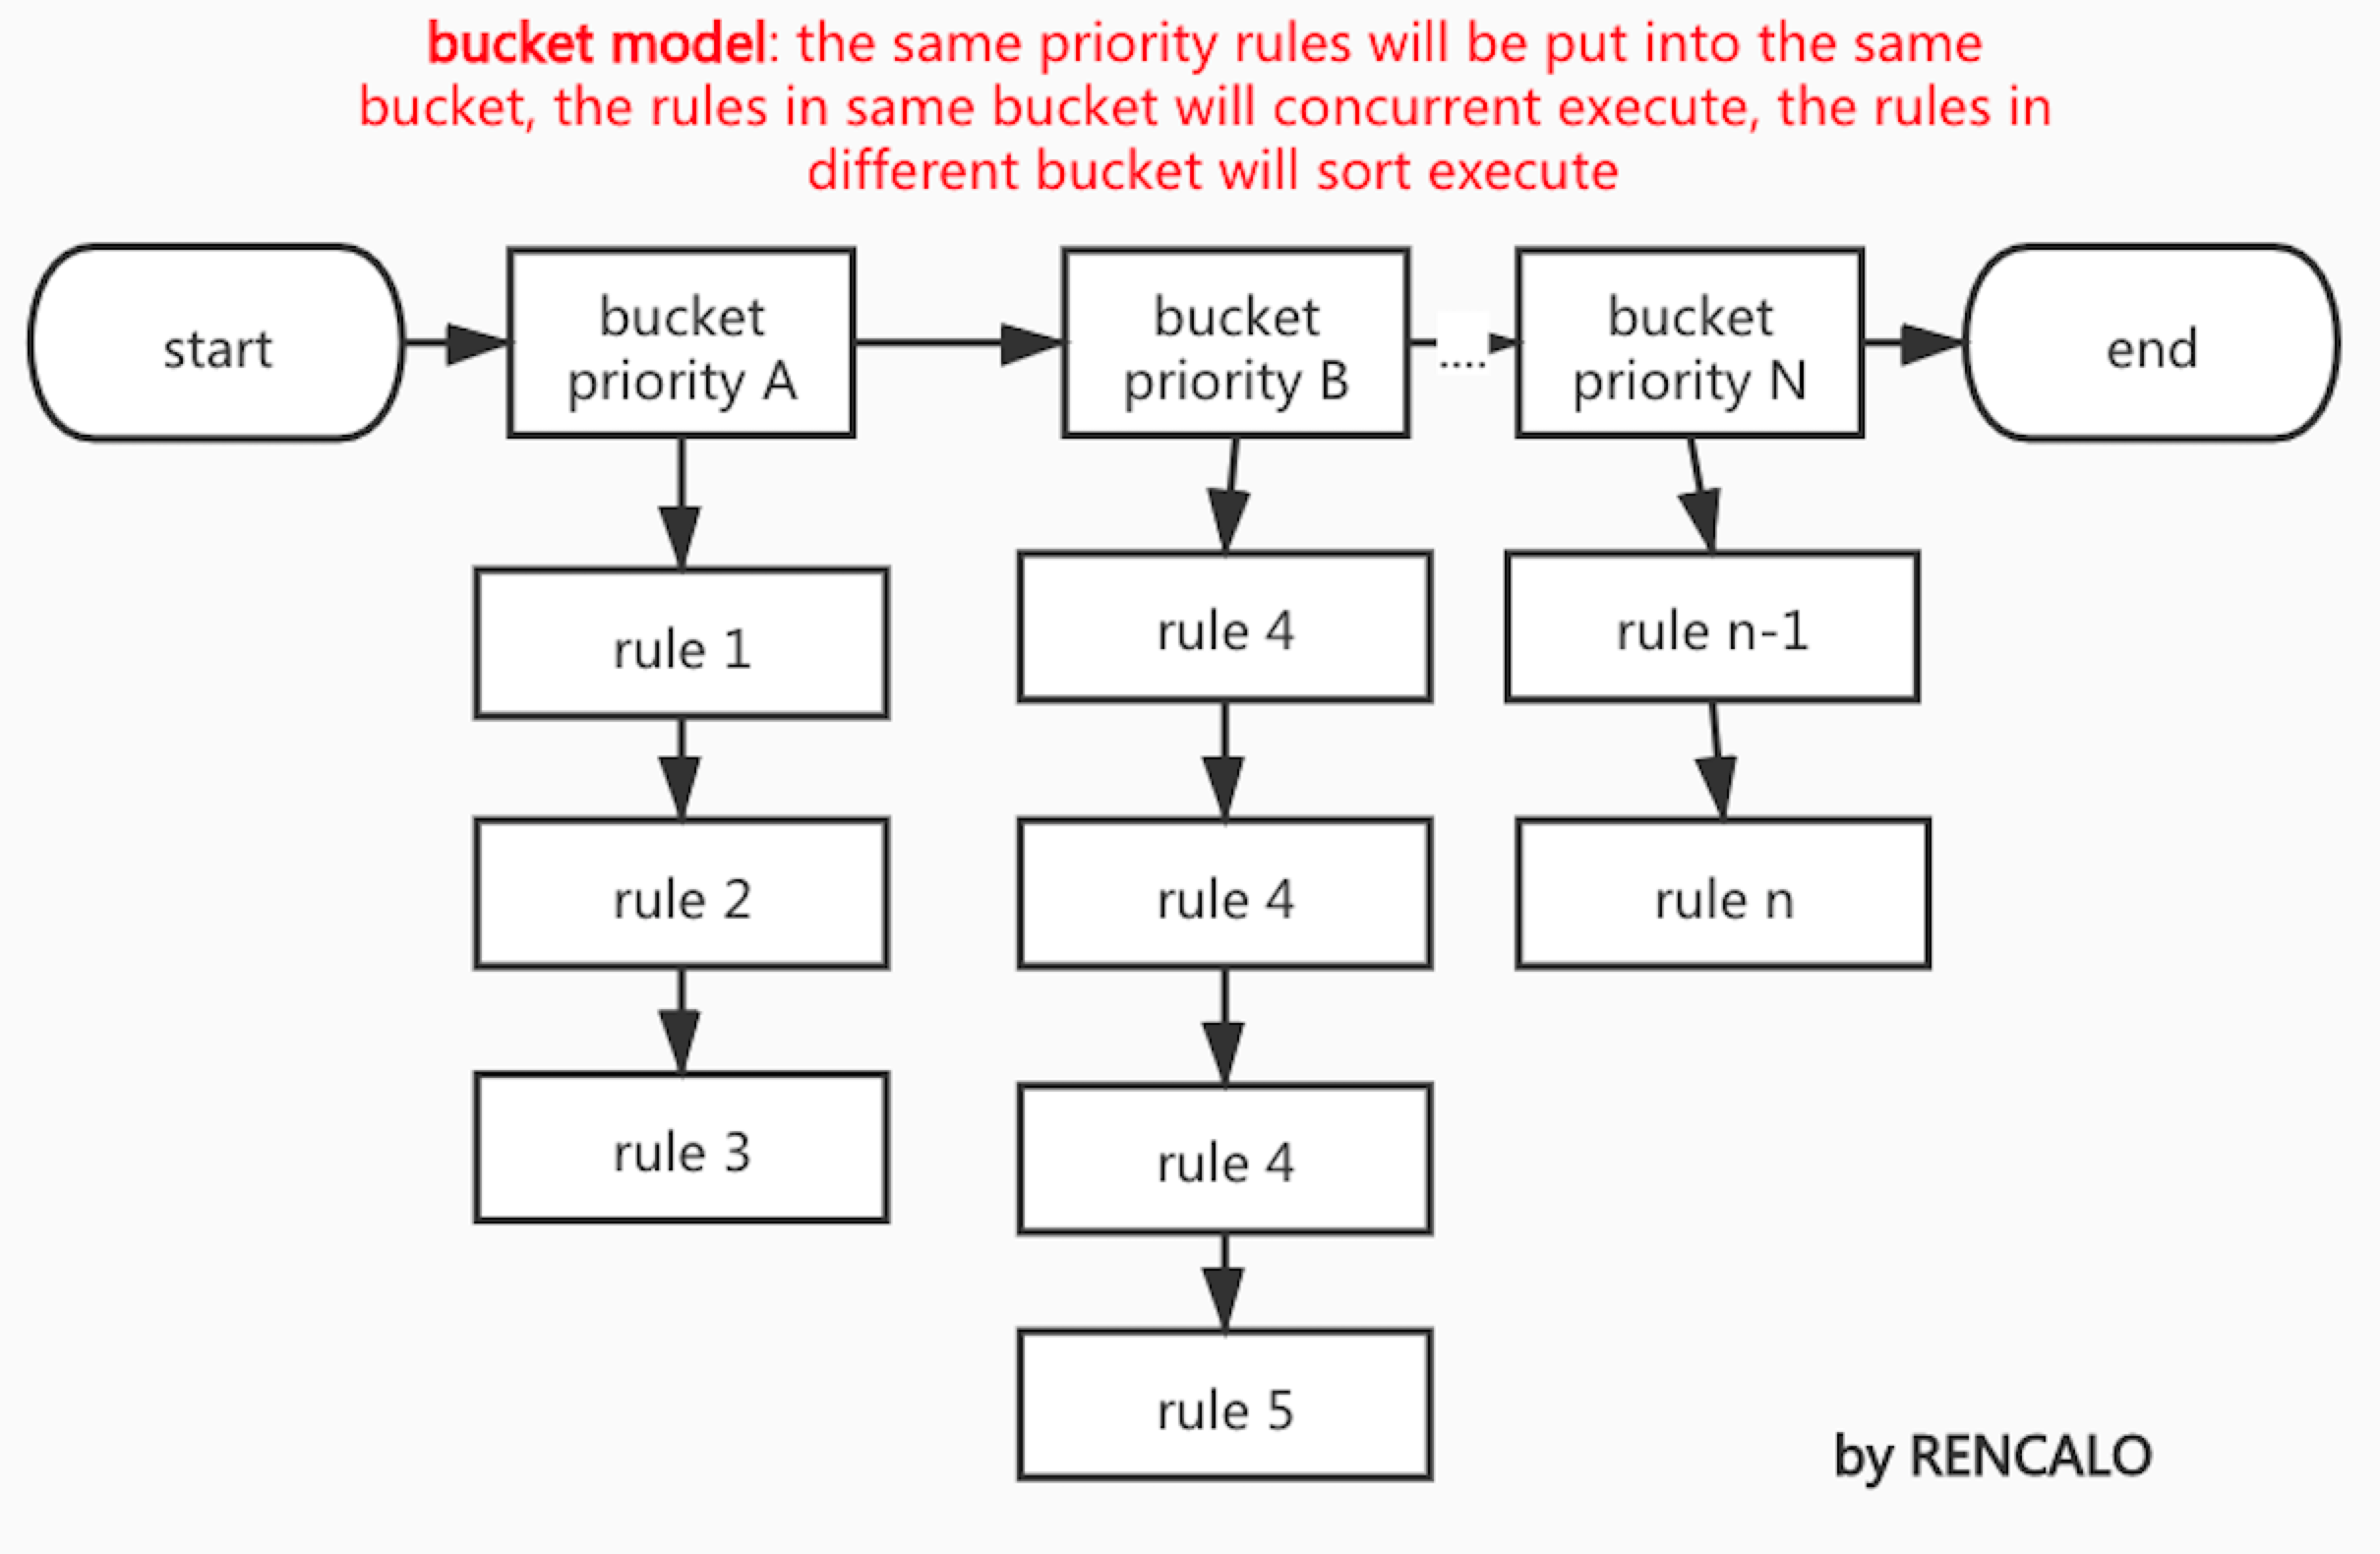 bucket model: the same priority rules will be put into the same
bucket, the rules in same bucket will concurrent execute, the rules in
different bucket will sort execute
start
bucket
priority A
bucket
priority B
....
bucket
priority N
end
rule 1
rule 4
rule n-1
rule 2
rule 4
rule n
rule 3
rule 4
rule 5
by RENCALO